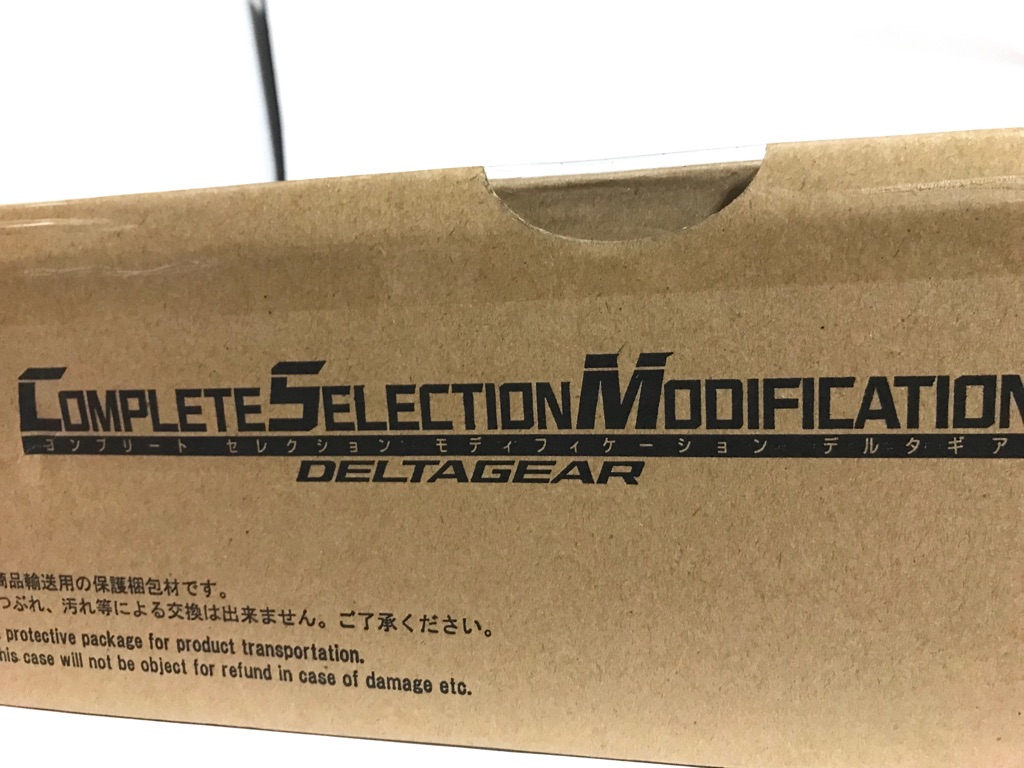 COMPLETE SELECTION MODIFICATION
コンプリート セレクション モディフィケーション デルタギア
DELTAGEAR
商品輸送用の保護梱包材です。
つぶれ、汚れ等による交換は出来ません。ご了承ください。
protective package for product transportation.
his case will not be object for refund in case of damage etc.